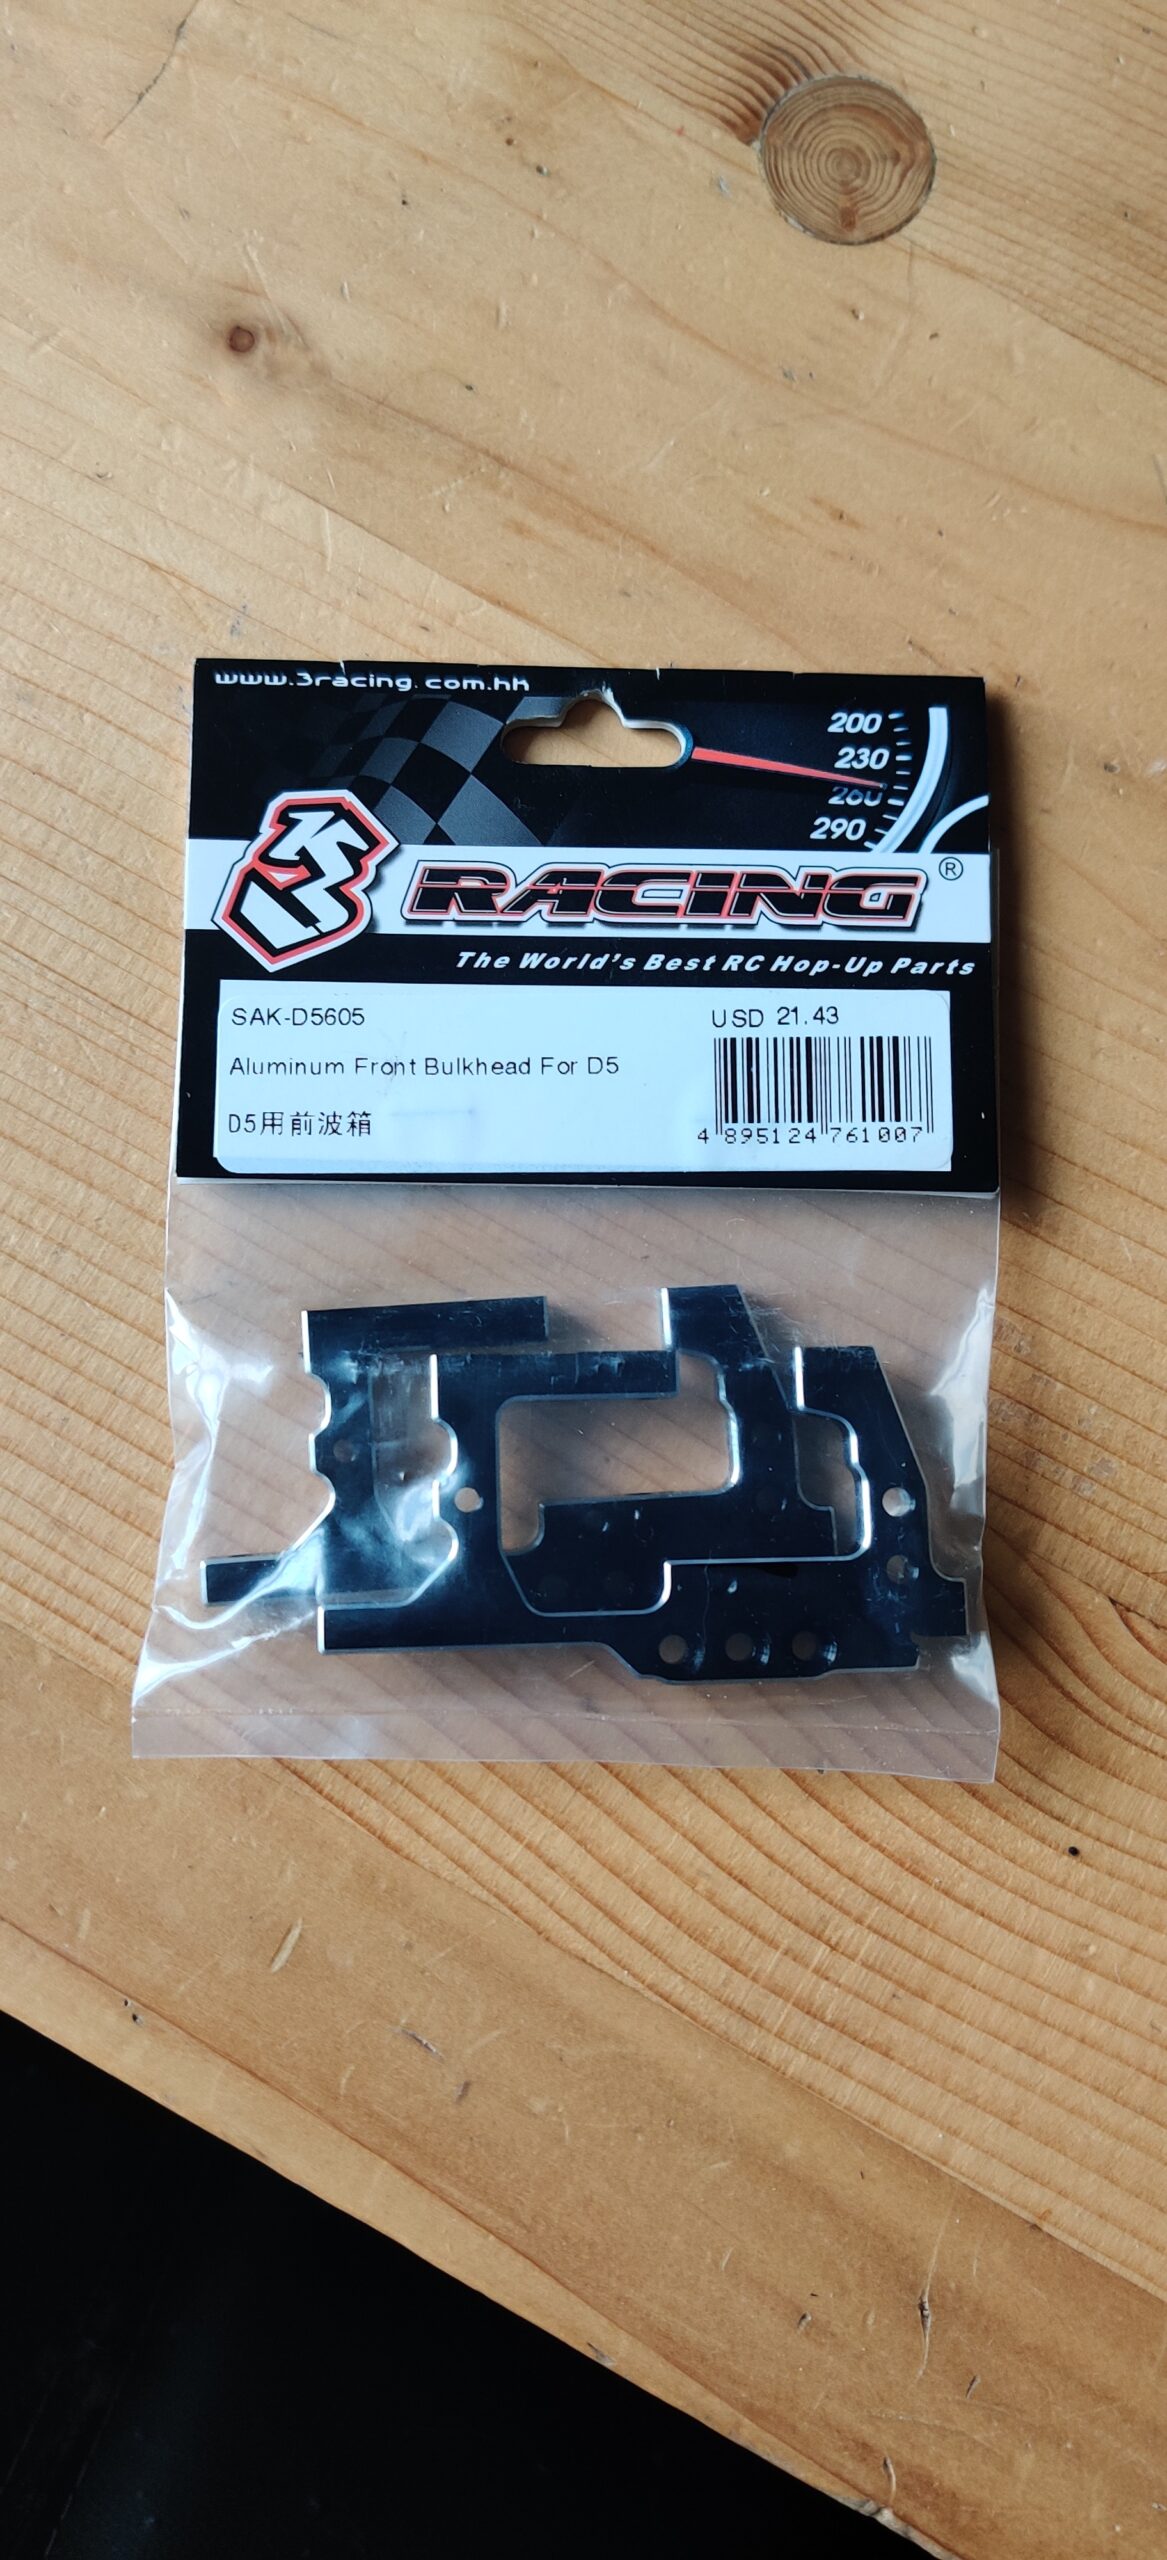 www.3racing.com.hk
200
230
260
290
3 RACING®
The World's Best RC Hop-Up Parts
SAK-D5605
USD 21.43
Aluminum Front Bulkhead For D5
D5用前波箱
4 895124 761007